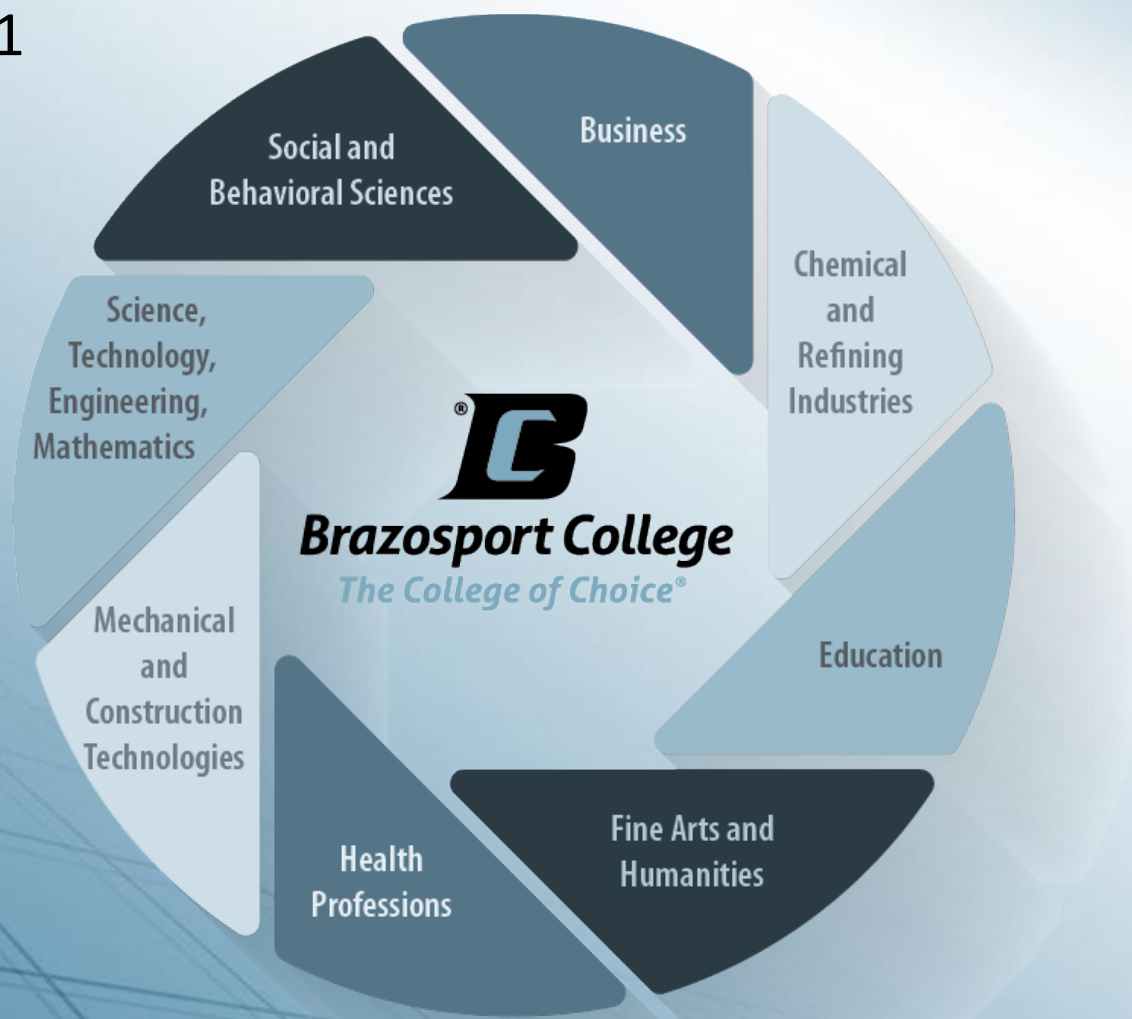 1
Business
Social and
Behavioral Sciences
Chemical
and
Refining
Industries
Science,
Technology,
Engineering,
Mathematics
® BC
Brazosport College
The College of Choice®
Education
Mechanical
and
Construction
Technologies
Fine Arts and
Humanities
Health
Professions